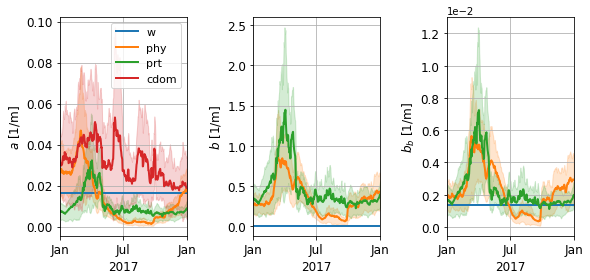 a [1/m]
0.10
0.08
0.06
0.04
0.02
0.00
w
phy
prt
cdom
Jan
Jul
Jan
2017
b [1/m]
2.5
2.0
1.5
1.0
0.5
0.0
Jan
Jul
Jan
2017
1e−2
b_b [1/m]
1.2
1.0
0.8
0.6
0.4
0.2
0.0
Jan
Jul
Jan
2017